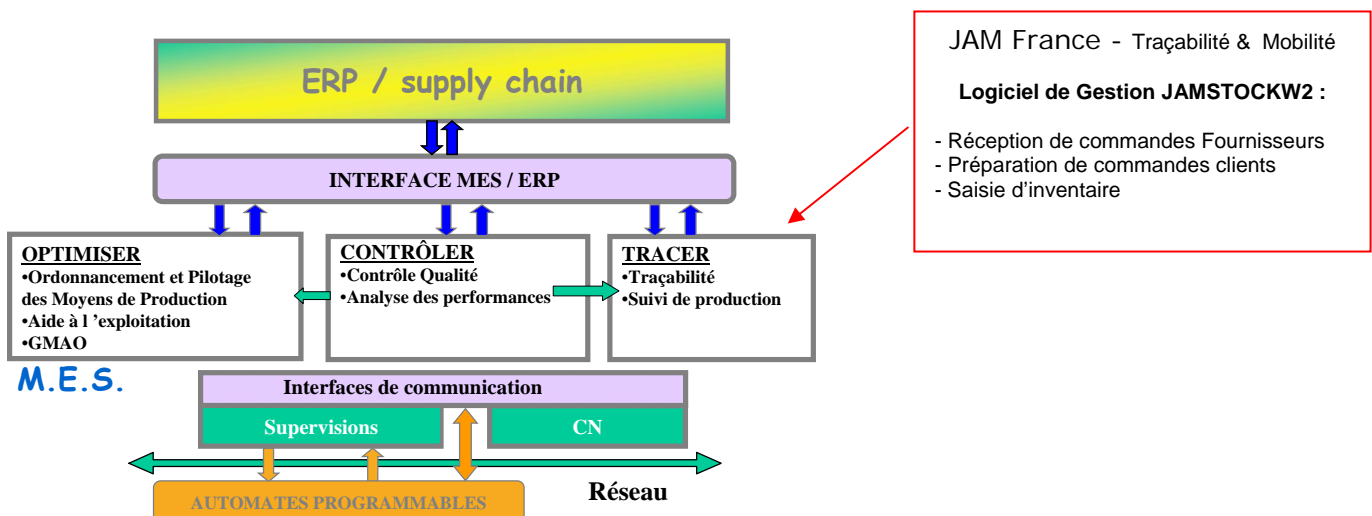 ERP / supply chain
INTERFACE MES / ERP
OPTIMISER
•Ordonnancement et Pilotage
des Moyens de Production
•Aide à l 'exploitation
•GMAO
CONTRÔLER
•Contrôle Qualité
•Analyse des performances
TRACER
•Traçabilité
•Suivi de production
M.E.S.
Interfaces de communication
Supervisions
CN
Réseau
AUTOMATES PROGRAMMABLES
JAM France - Traçabilité & Mobilité
Logiciel de Gestion JAMSTOCKW2 :
- Réception de commandes Fournisseurs
- Préparation de commandes clients
- Saisie d'inventaire